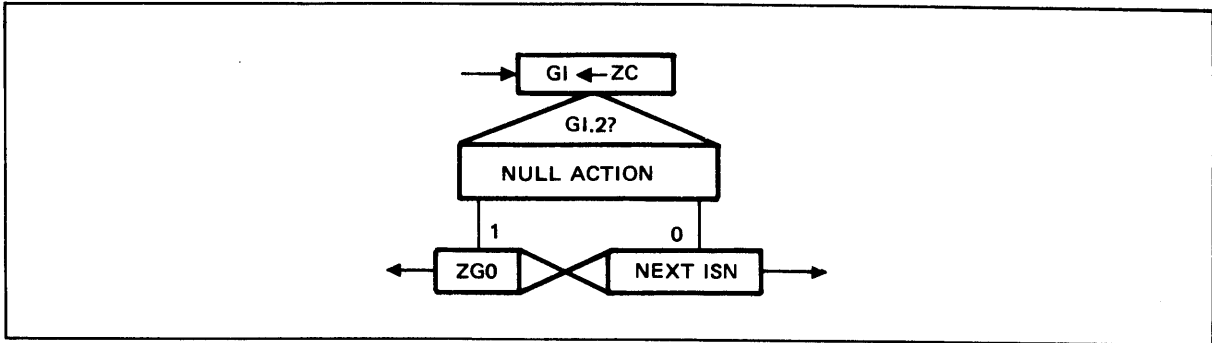 GI ← ZC
GI.2?
NULL ACTION
1 0
ZG0 NEXT ISN